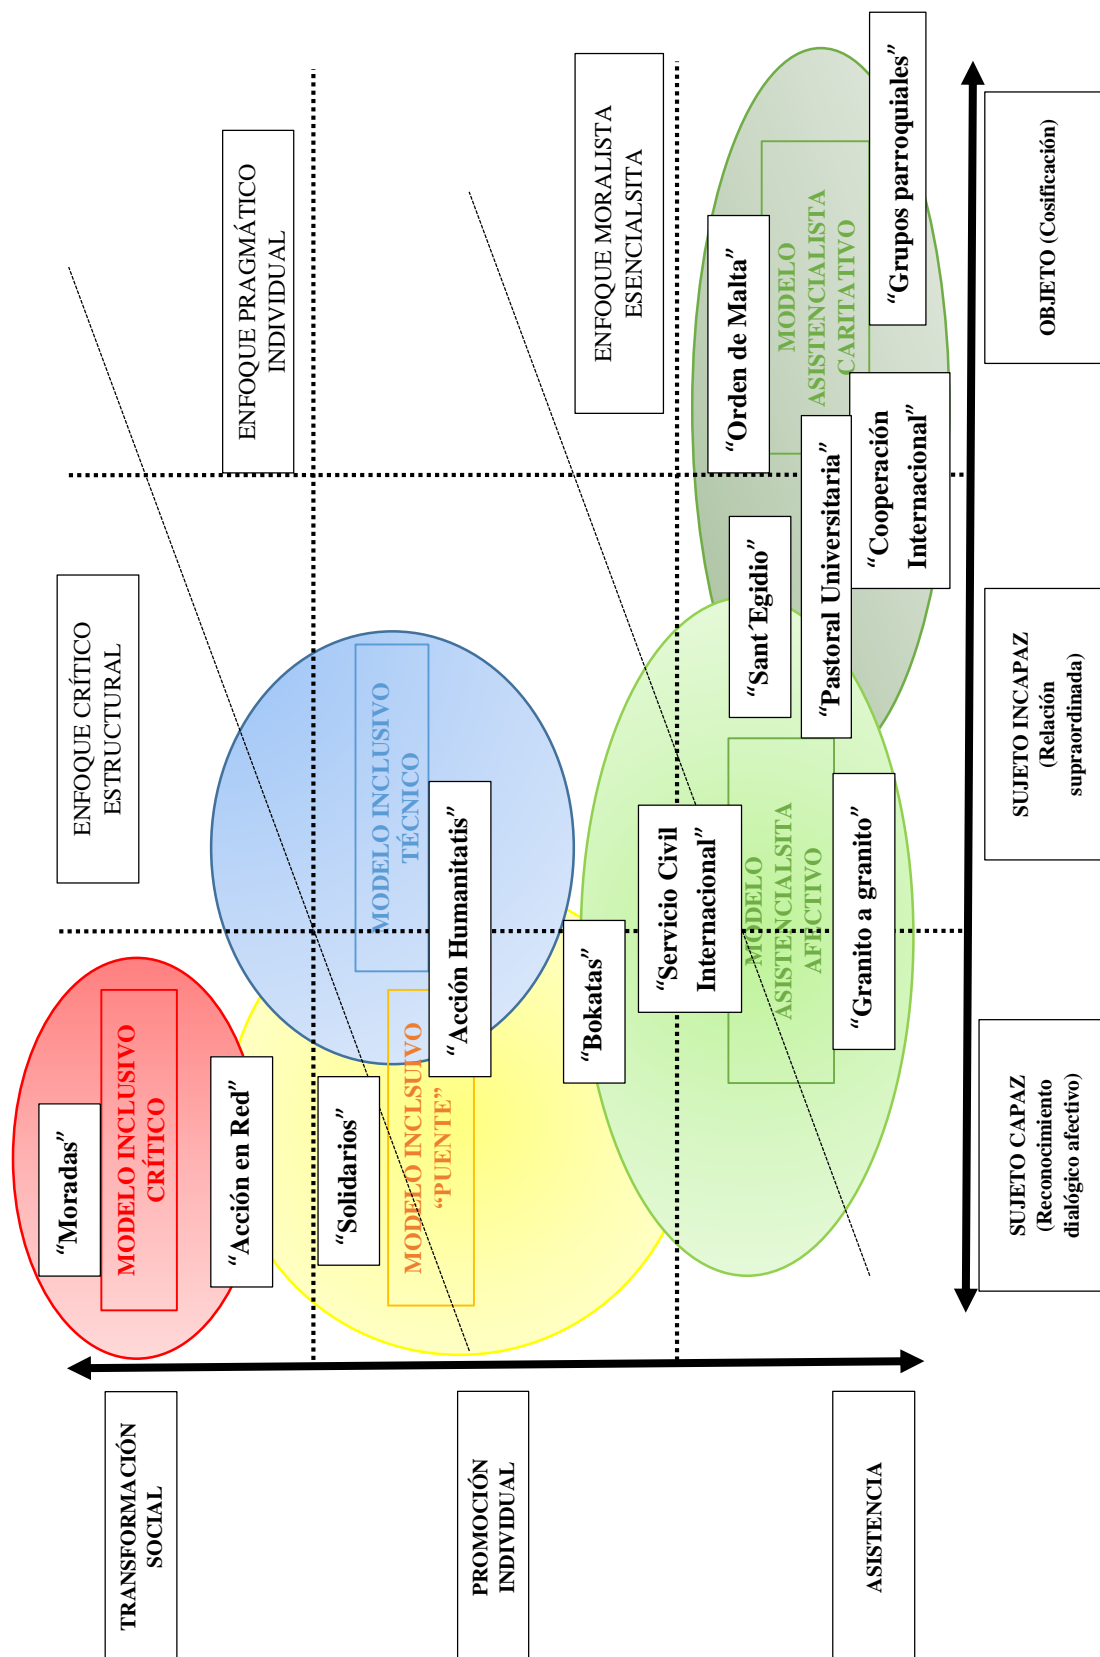 “Moradas”
ENFOQUE CRÍTICO
ESTRUCTURAL
TRANSFORMACIÓN
SOCIAL
MODELO INCLUSIVO
CRÍTICO
“Acción en Red”
ENFOQUE PRAGMÁTICO
INDIVIDUAL
“Solidarios”
MODELO INCLUSIVO
TÉCNICO
MODELO INCLSUIVO
“PUENTE”
“Acción Humanitatis”
PROMOCIÓN
INDIVIDUAL
“Bokatas”
ENFOQUE MORALISTA
ESENCIALSITA
“Servicio Civil
Internacional”
“Orden de Malta”
“Sant´Egidio”
MODELO
ASISTENCIALSITA
AFECTIVO
MODELO
ASISTENCIALISTA
CARITATIVO
“Pastoral Universitaria”
“Granito a granito”
ASISTENCIA
“Cooperación
Internacional”
“Grupos parroquiales”
SUJETO CAPAZ
(Reconocimiento
dialógico afectivo)
SUJETO INCAPAZ
(Relación
supraordinada)
OBJETO (Cosificación)